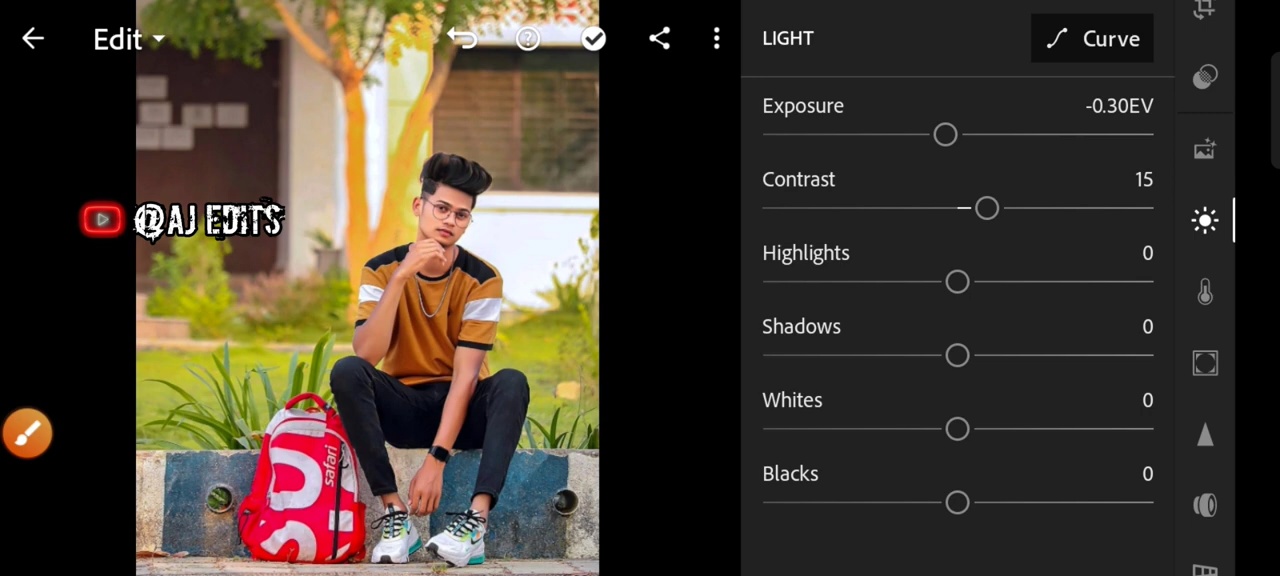 Edit
LIGHT
Curve
Exposure -0.30EV
Contrast 15
Highlights 0
Shadows 0
Whites 0
Blacks 0
@AJ EDITS
safari